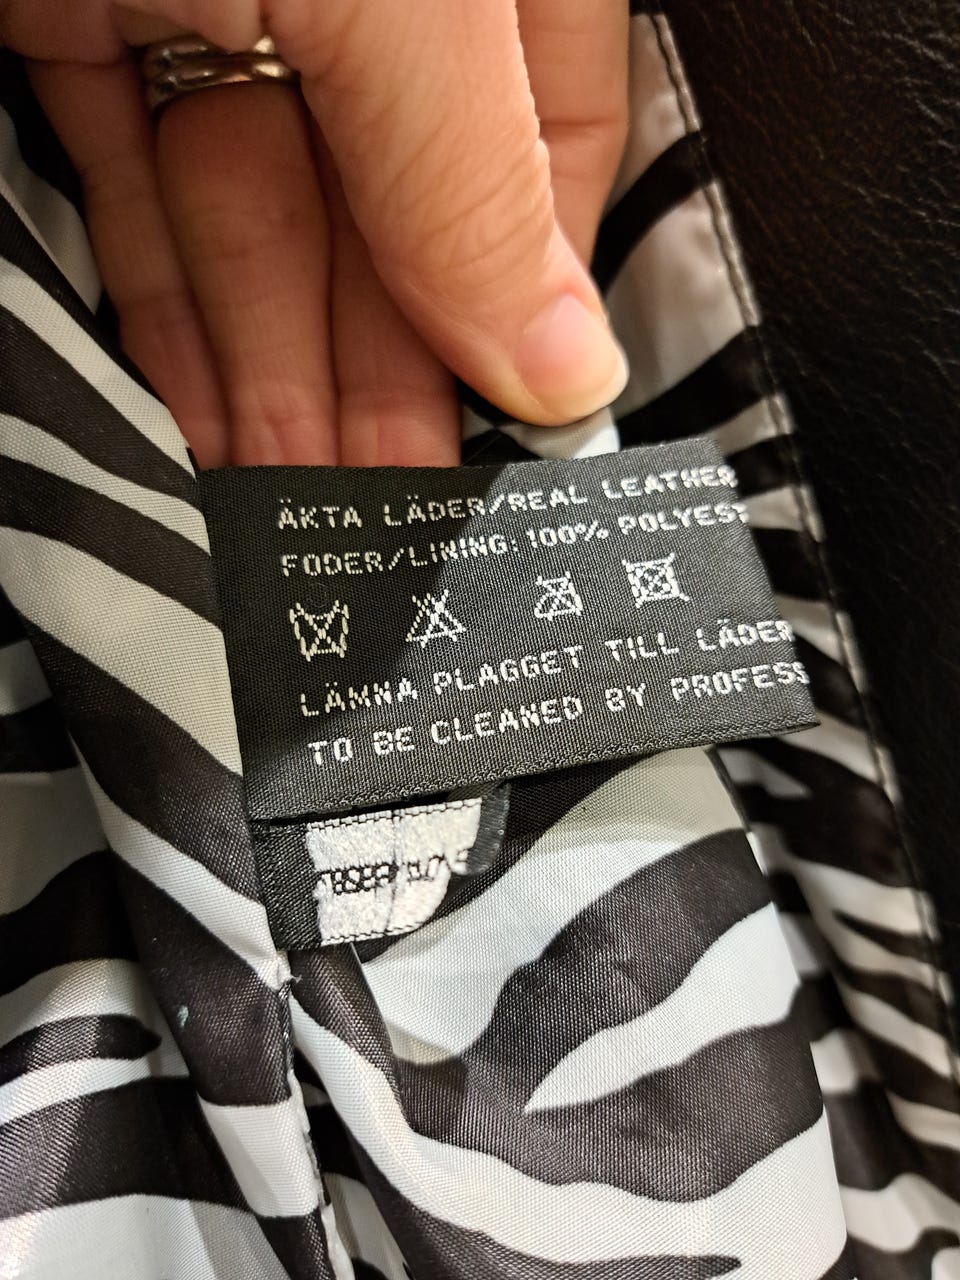 ÄKTA LÄDER/REAL LEATHER
FODER/LINING: 100% POLYEST
LÄMNA PLAGGET TILL LÄDER
TO BE CLEANED BY PROFESS